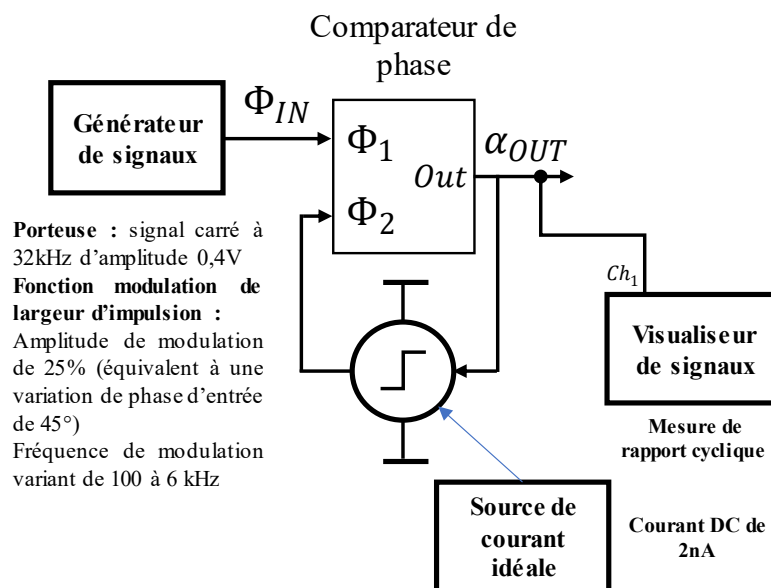 Comparateur de
phase
Générateur
de signaux
Φ_IN
Φ_1
Φ_2
Out
α_OUT
Porteuse : signal carré à
32kHz d'amplitude 0,4V
Fonction modulation de
largeur d'impulsion :
Amplitude de modulation
de 25% (équivalent à une
variation de phase d'entrée
de 45°)
Fréquence de modulation
variant de 100 à 6 kHz
Ch_1
Visualiseur
de signaux
Mesure de
rapport cyclique
Source de
courant
idéale
Courant DC de
2nA